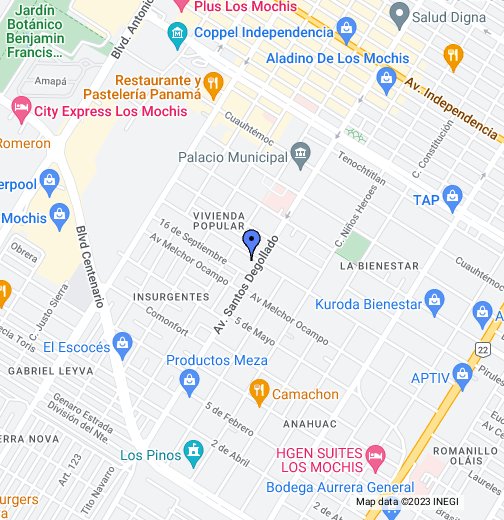 Plus Los Mochis
Jardín
Botánico
Benjamin
Francis...
Blvd. Antonio
Salud Digna
Coppel Independencia
Aladino De Los Mochis
Amapá
Restaurante y
Pastelería Panamá
Av. Independencia
City Express Los Mochis
Cuauhtémoc
C. Constitución
Romeron
Palacio Municipal
Tenochtitlan
erpool
TAP
Mochis
VIVIENDA
POPULAR
C. Niños Heroes
16 de Septiembre
Av Melchor Ocampo
Obrera
Blvd Centenario
Av. Santos Degollado
LA BIENESTAR
Cuauhtémoc
C. Justo Sierra
INSURGENTES
Av Melchor Ocampo
Kuroda Bienestar
A
Comonfort
5 de Mayo
ecia Toris
El Escocés
22
Productos Meza
GABRIEL LEYVA
APTIV
Pirules
Camachon
Genaro Estrada
División del Nte.
5 de Febrero
ANAHUAC
ERRA NOVA
2 de Abril
Los Pinos
HGEN SUITES
LOS MOCHIS
ROMANILLO
OLÁIS
Art. 123
Tito Navarro
Bodega Aurrera General
urgers
a
Map data ©2023 INEGI